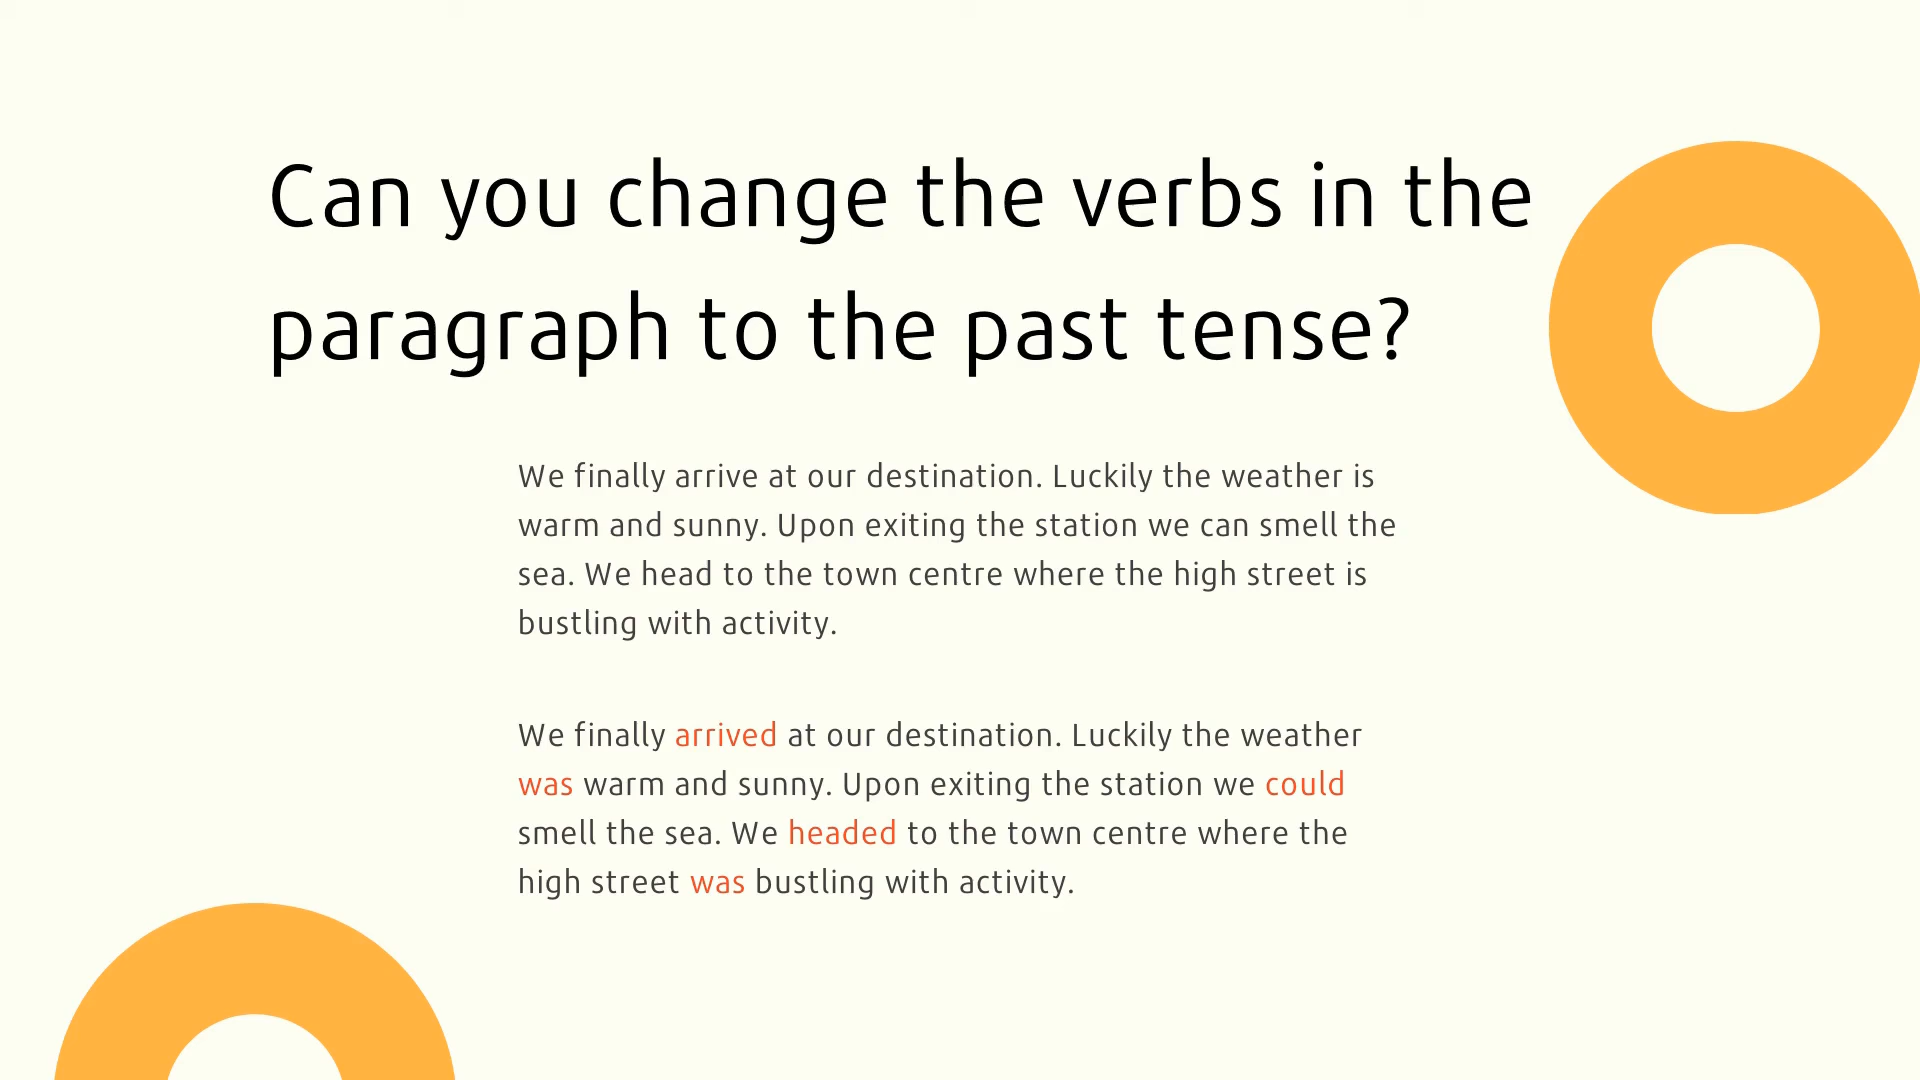 Can you change the verbs in the
paragraph to the past tense?
We finally arrive at our destination. Luckily the weather is
warm and sunny. Upon exiting the station we can smell the
sea. We head to the town centre where the high street is
bustling with activity.
We finally arrived at our destination. Luckily the weather
was warm and sunny. Upon exiting the station we could
smell the sea. We headed to the town centre where the
high street was bustling with activity.